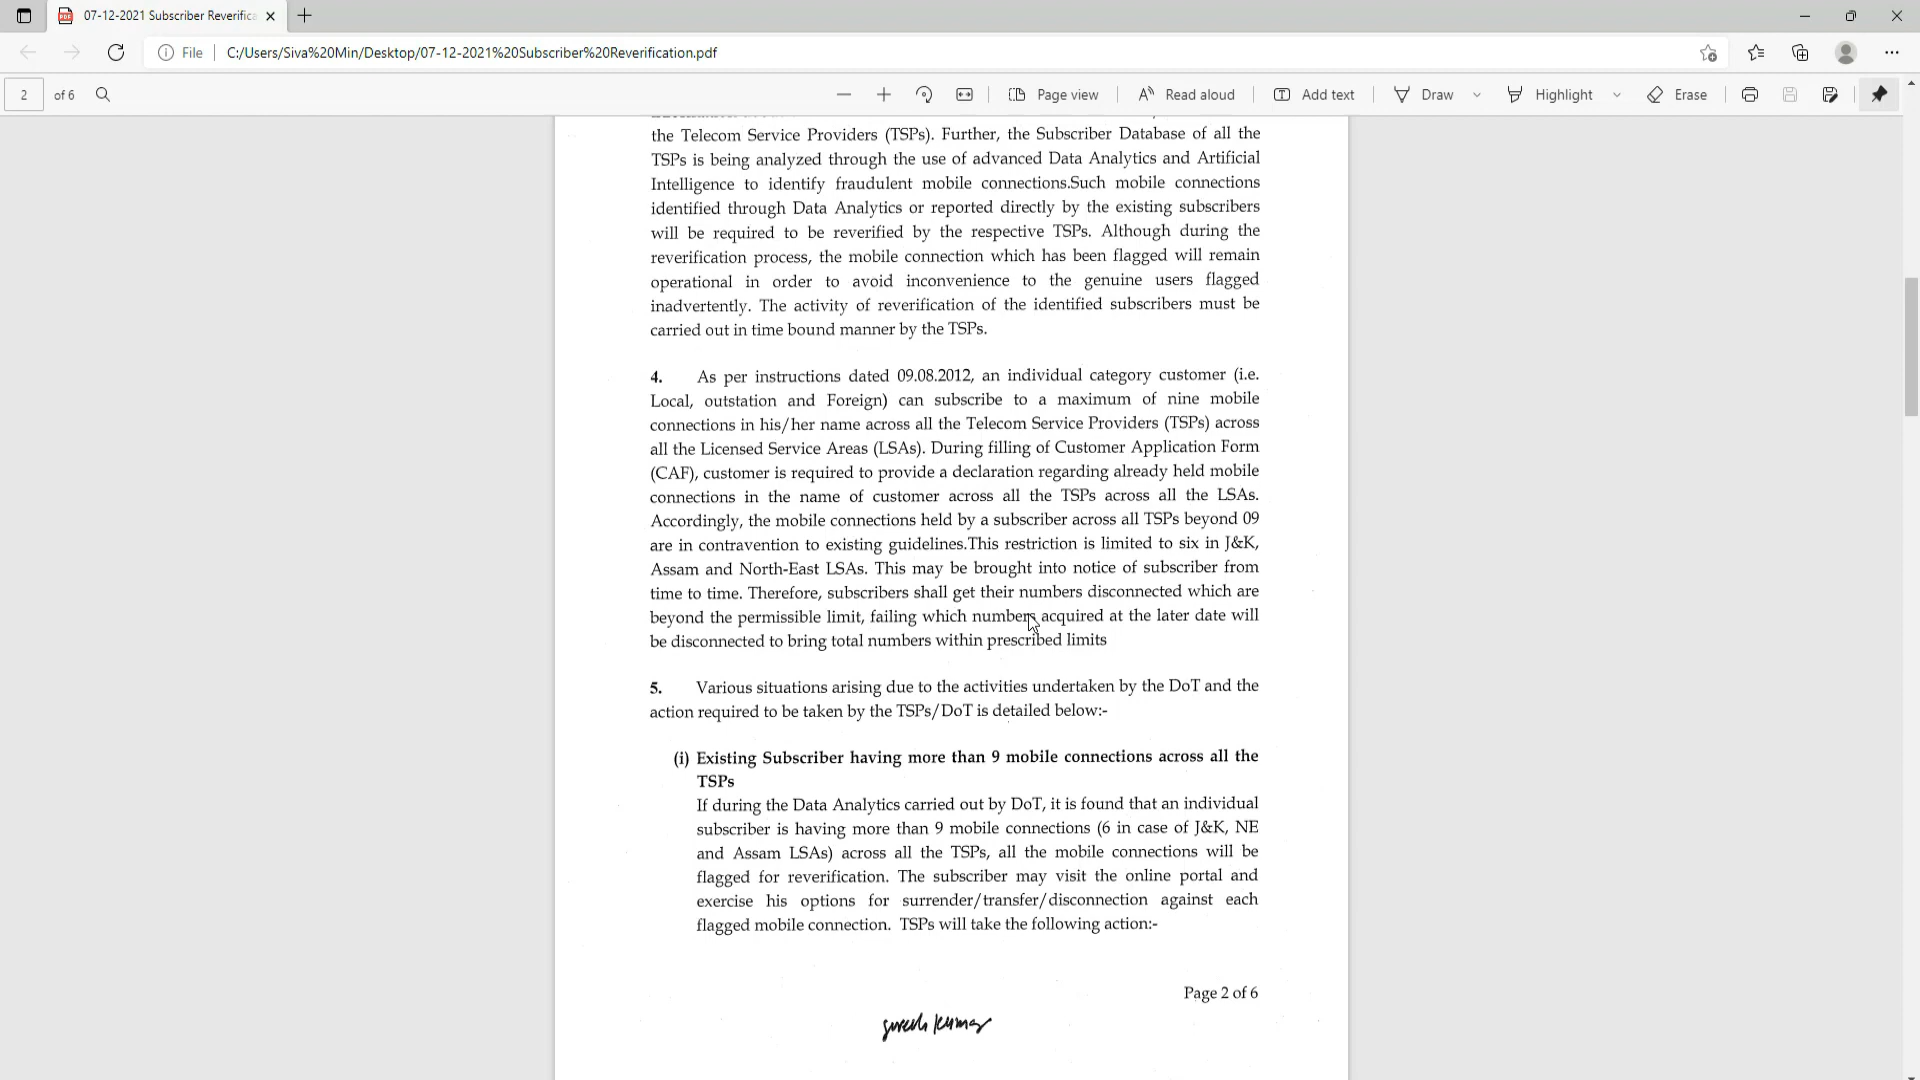 07-12-2021 Subscriber Reverifica
File C:/Users/Siva%20Min/Desktop/07-12-2021%20Subscriber%20Reverification.pdf
2 of 6 Page view Read aloud Add text Draw Highlight Erase
the Telecom Service Providers (TSPs). Further, the Subscriber Database of all the
TSPs is being analyzed through the use of advanced Data Analytics and Artificial
Intelligence to identify fraudulent mobile connections.Such mobile connections
identified through Data Analytics or reported directly by the existing subscribers
will be required to be reverified by the respective TSPs. Although during the
reverification process, the mobile connection which has been flagged will remain
operational in order to avoid inconvenience to the genuine users flagged
inadvertently. The activity of reverification of the identified subscribers must be
carried out in time bound manner by the TSPs.
4. As per instructions dated 09.08.2012, an individual category customer (i.e.
Local, outstation and Foreign) can subscribe to a maximum of nine mobile
connections in his/her name across all the Telecom Service Providers (TSPs) across
all the Licensed Service Areas (LSAs). During filling of Customer Application Form
(CAF), customer is required to provide a declaration regarding already held mobile
connections in the name of customer across all the TSPs across all the LSAs.
Accordingly, the mobile connections held by a subscriber across all TSPs beyond 09
are in contravention to existing guidelines.This restriction is limited to six in J&K,
Assam and North-East LSAs. This may be brought into notice of subscriber from
time to time. Therefore, subscribers shall get their numbers disconnected which are
beyond the permissible limit, failing which numbers acquired at the later date will
be disconnected to bring total numbers within prescribed limits
5. Various situations arising due to the activities undertaken by the DoT and the
action required to be taken by the TSPs/DoT is detailed below:-
(i) Existing Subscriber having more than 9 mobile connections across all the
TSPs
If during the Data Analytics carried out by DoT, it is found that an individual
subscriber is having more than 9 mobile connections (6 in case of J&K, NE
and Assam LSAs) across all the TSPs, all the mobile connections will be
flagged for reverification. The subscriber may visit the online portal and
exercise his options for surrender/transfer/disconnection against each
flagged mobile connection. TSPs will take the following action:-
Page 2 of 6